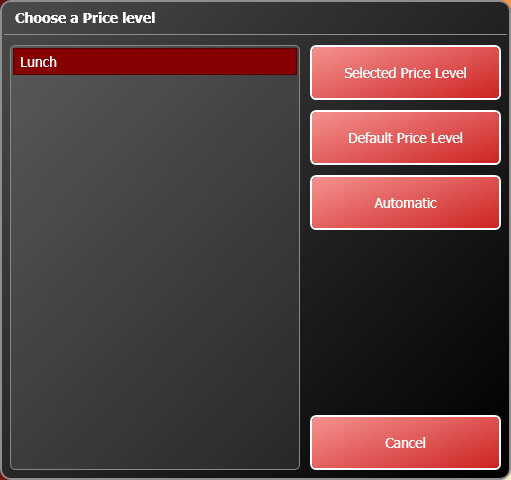 Choose a Price level
Lunch
Selected Price Level
Default Price Level
Automatic
Cancel